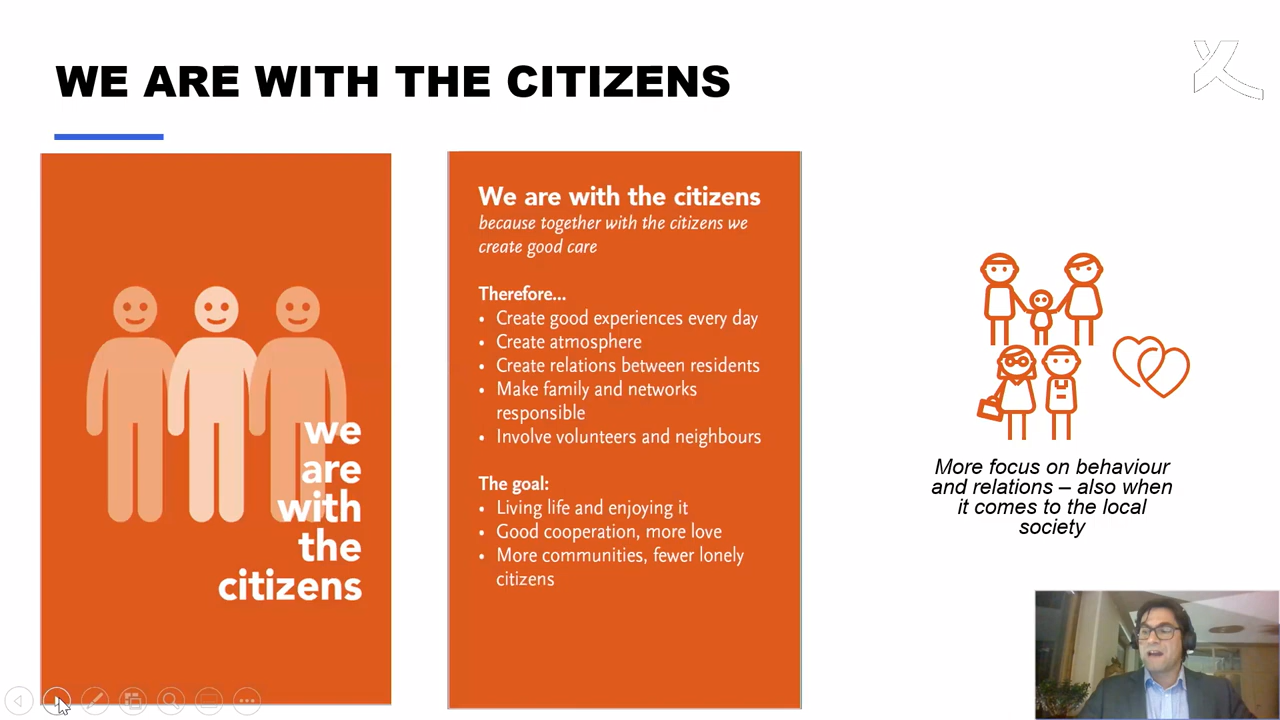 WE ARE WITH THE CITIZENS
we
are
with
the
citizens
We are with the citizens
because together with the citizens we
create good care
Therefore...
• Create good experiences every day
• Create atmosphere
• Create relations between residents
• Make family and networks
responsible
• Involve volunteers and neighbours
The goal:
• Living life and enjoying it
• Good cooperation, more love
• More communities, fewer lonely
citizens
More focus on behaviour
and relations – also when
it comes to the local
society